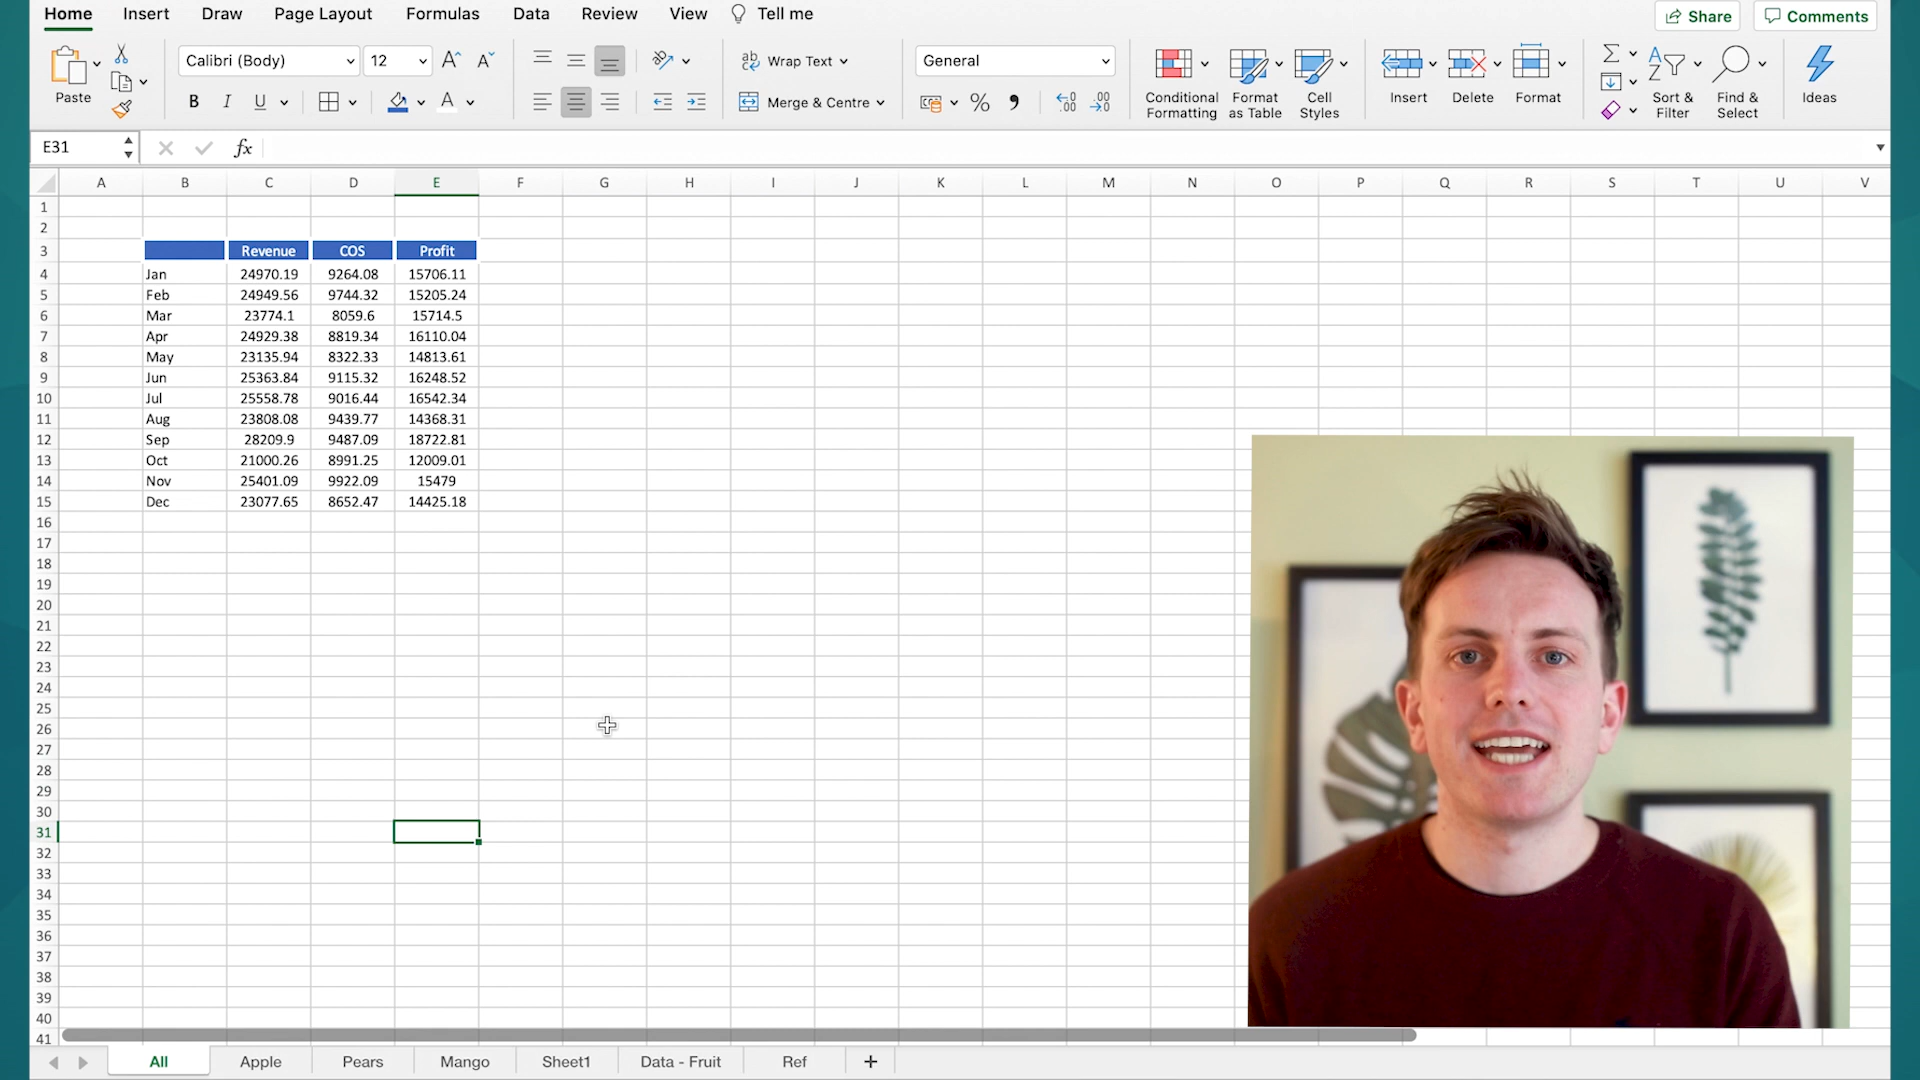 Home Insert Draw Page Layout Formulas Data Review View Tell me Share Comments
Calibri (Body) 12 A A ab Wrap Text General
Paste B I U A Merge & Centre % Conditional Formatting Format as Table Cell Styles Insert Delete Format Sort & Filter Find & Select Ideas
E31 fx
A B C D E F G H I J K L M N O P Q R S T U V
1
2
3 Revenue COS Profit
4 Jan 24970.19 9264.08 15706.11
5 Feb 24949.56 9744.32 15205.24
6 Mar 23774.1 8059.6 15714.5
7 Apr 24929.38 8819.34 16110.04
8 May 23135.94 8322.33 14813.61
9 Jun 25363.84 9115.32 16248.52
10 Jul 25558.78 9016.44 16542.34
11 Aug 23808.08 9439.77 14368.31
12 Sep 28209.9 9487.09 18722.81
13 Oct 21000.26 8991.25 12009.01
14 Nov 25401.09 9922.09 15479
15 Dec 23077.65 8652.47 14425.18
16
17
18
19
20
21
22
23
24
25
26
27
28
29
30
31
32
33
34
35
36
37
38
39
40
41
All Apple Pears Mango Sheet1 Data - Fruit Ref +